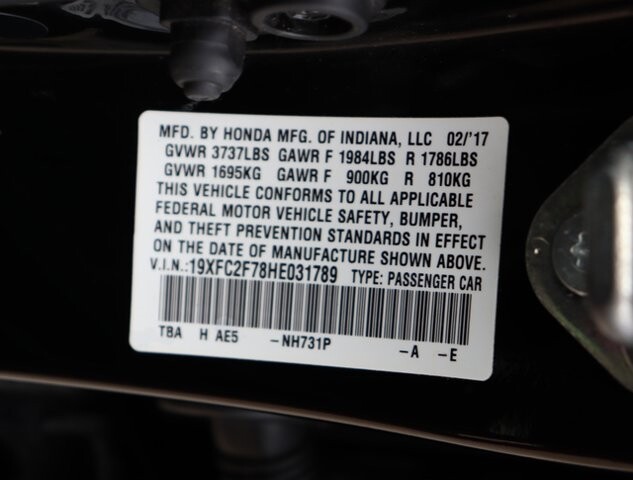 MFD. BY HONDA MFG. OF INDIANA, LLC 02/'17
GVWR 3737LBS GAWR F 1984LBS R 1786LBS
GVWR 1695KG GAWR F 900KG R 810KG
THIS VEHICLE CONFORMS TO ALL APPLICABLE
FEDERAL MOTOR VEHICLE SAFETY, BUMPER,
AND THEFT PREVENTION STANDARDS IN EFFECT
ON THE DATE OF MANUFACTURE SHOWN ABOVE.
V.I.N.:19XFC2F78HE031789 TYPE: PASSENGER CAR
TBA H AE5 -NH731P -A -E